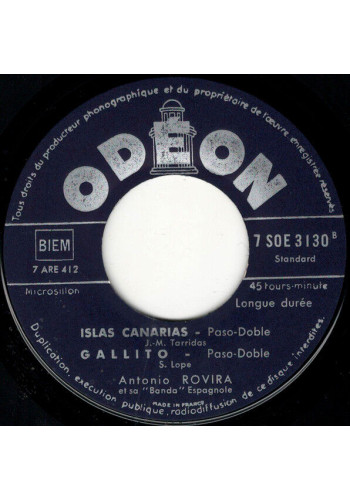 Tous droits du producteur phonographique et du propriétaire de l'œuvre enregistrée réservés
ODEON
BIEM
7 ARE 412
7 SOE 3130 B
Standard
Microsillon
45 tours-minute
Longue durée
ISLAS CANARIAS - Paso-Doble
J.-M. Tarridas
GALLITO - Paso-Doble
S. Lope
Antonio ROVIRA
et sa "Banda" Espagnole
MADE IN FRANCE
Duplication, exécution publique, radiodiffusion de ce disque interdites